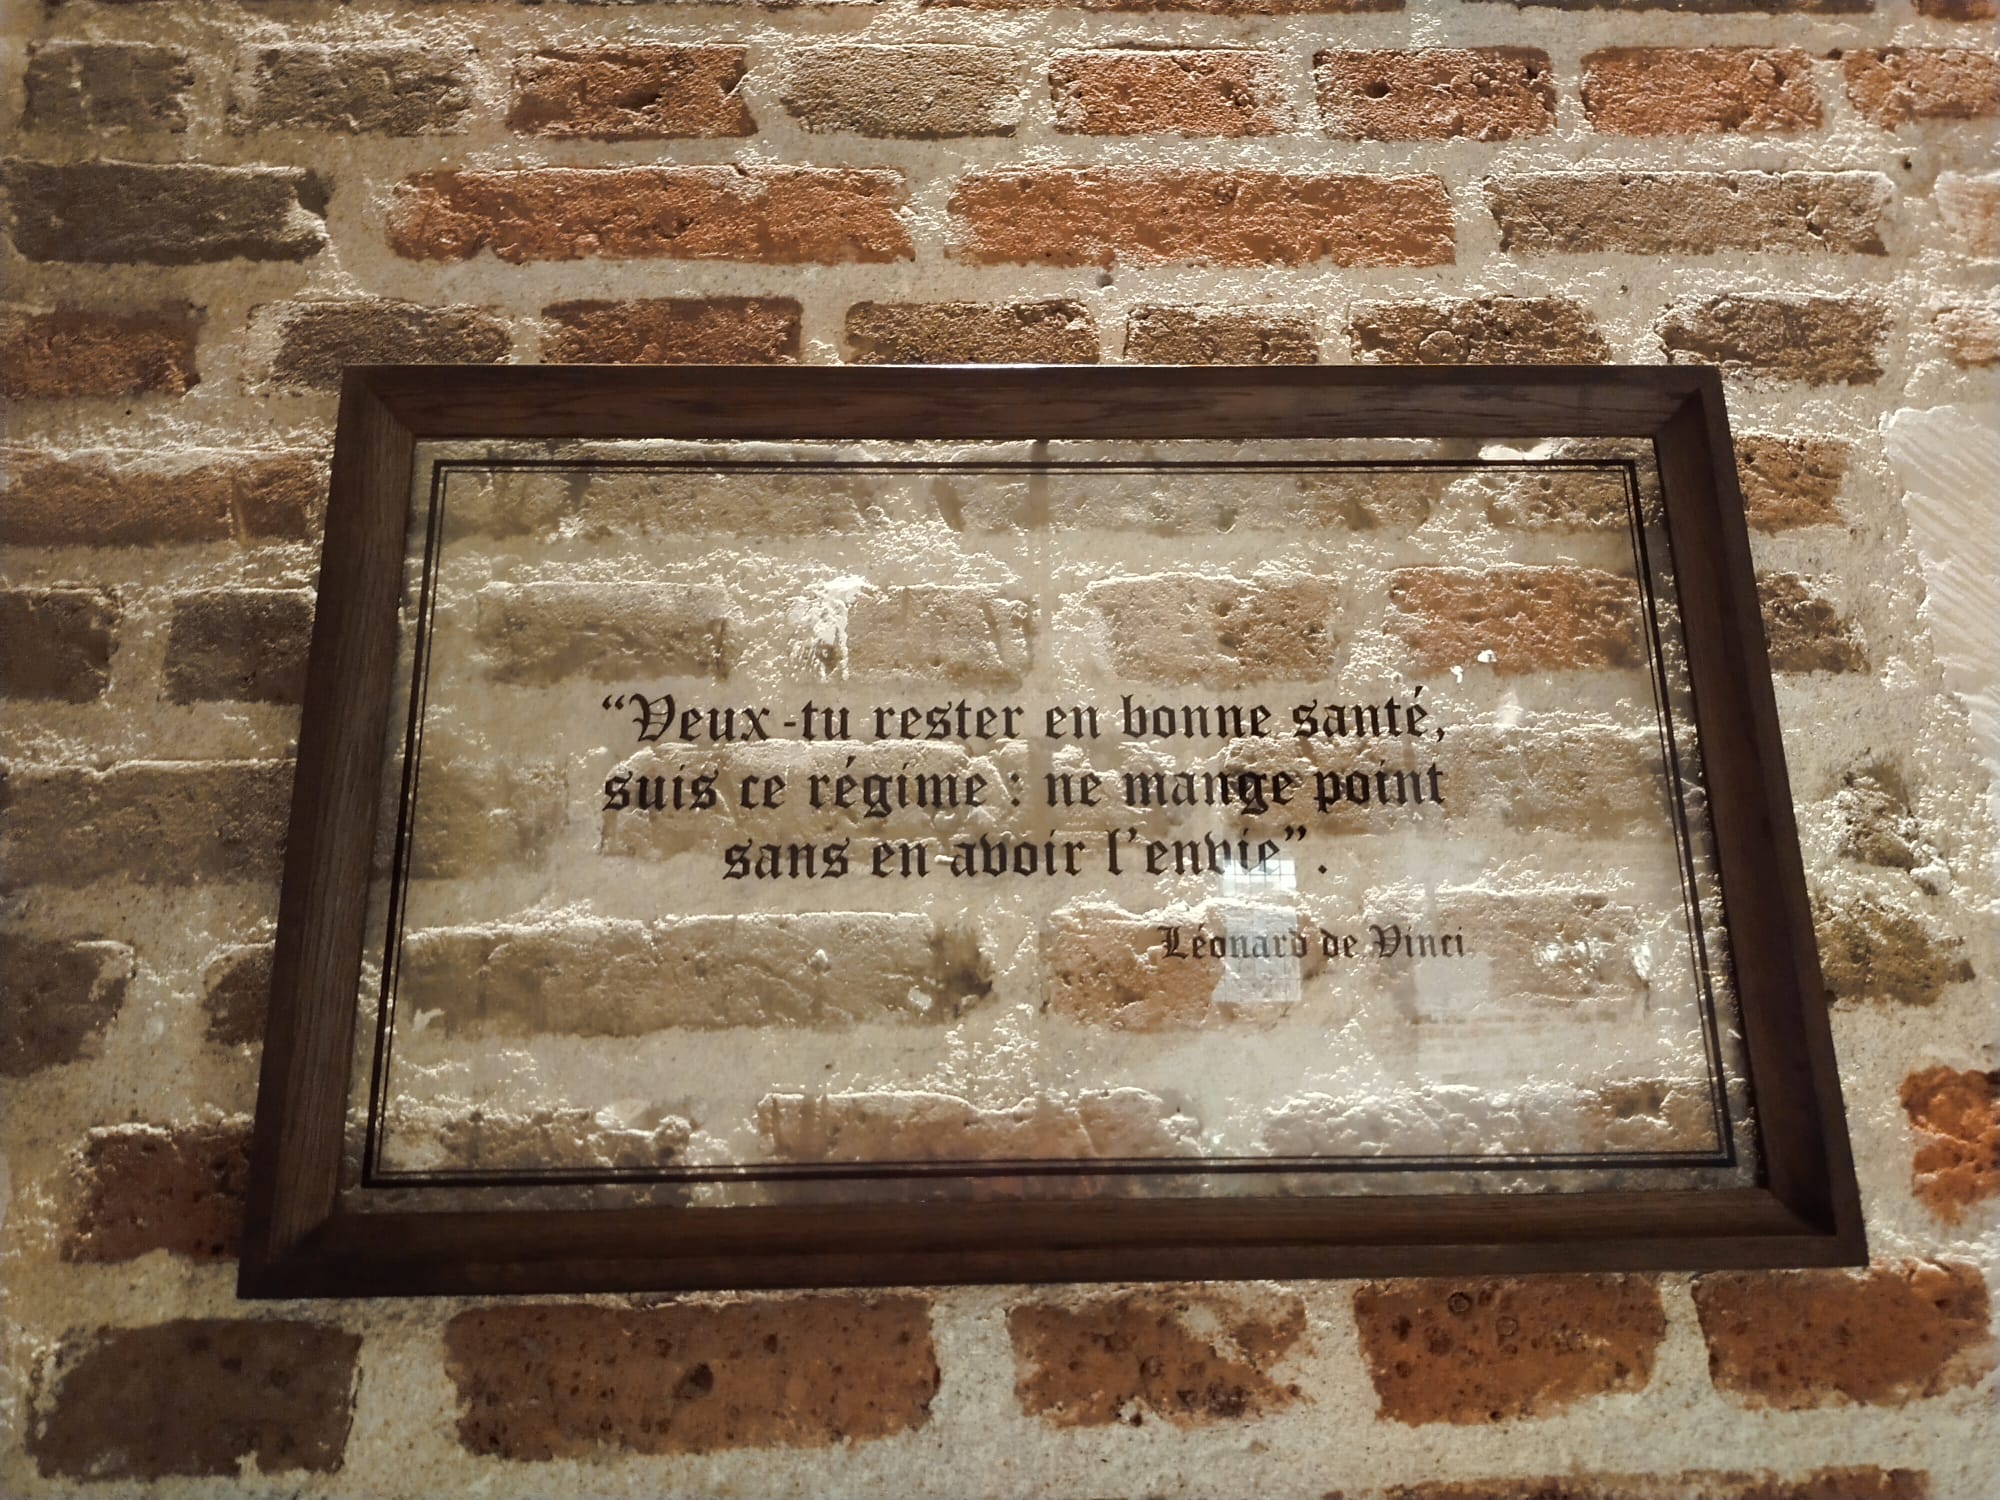 “Veux-tu rester en bonne santé,
suis ce régime : ne mange point
sans en avoir l'envie”.
Léonard de Vinci